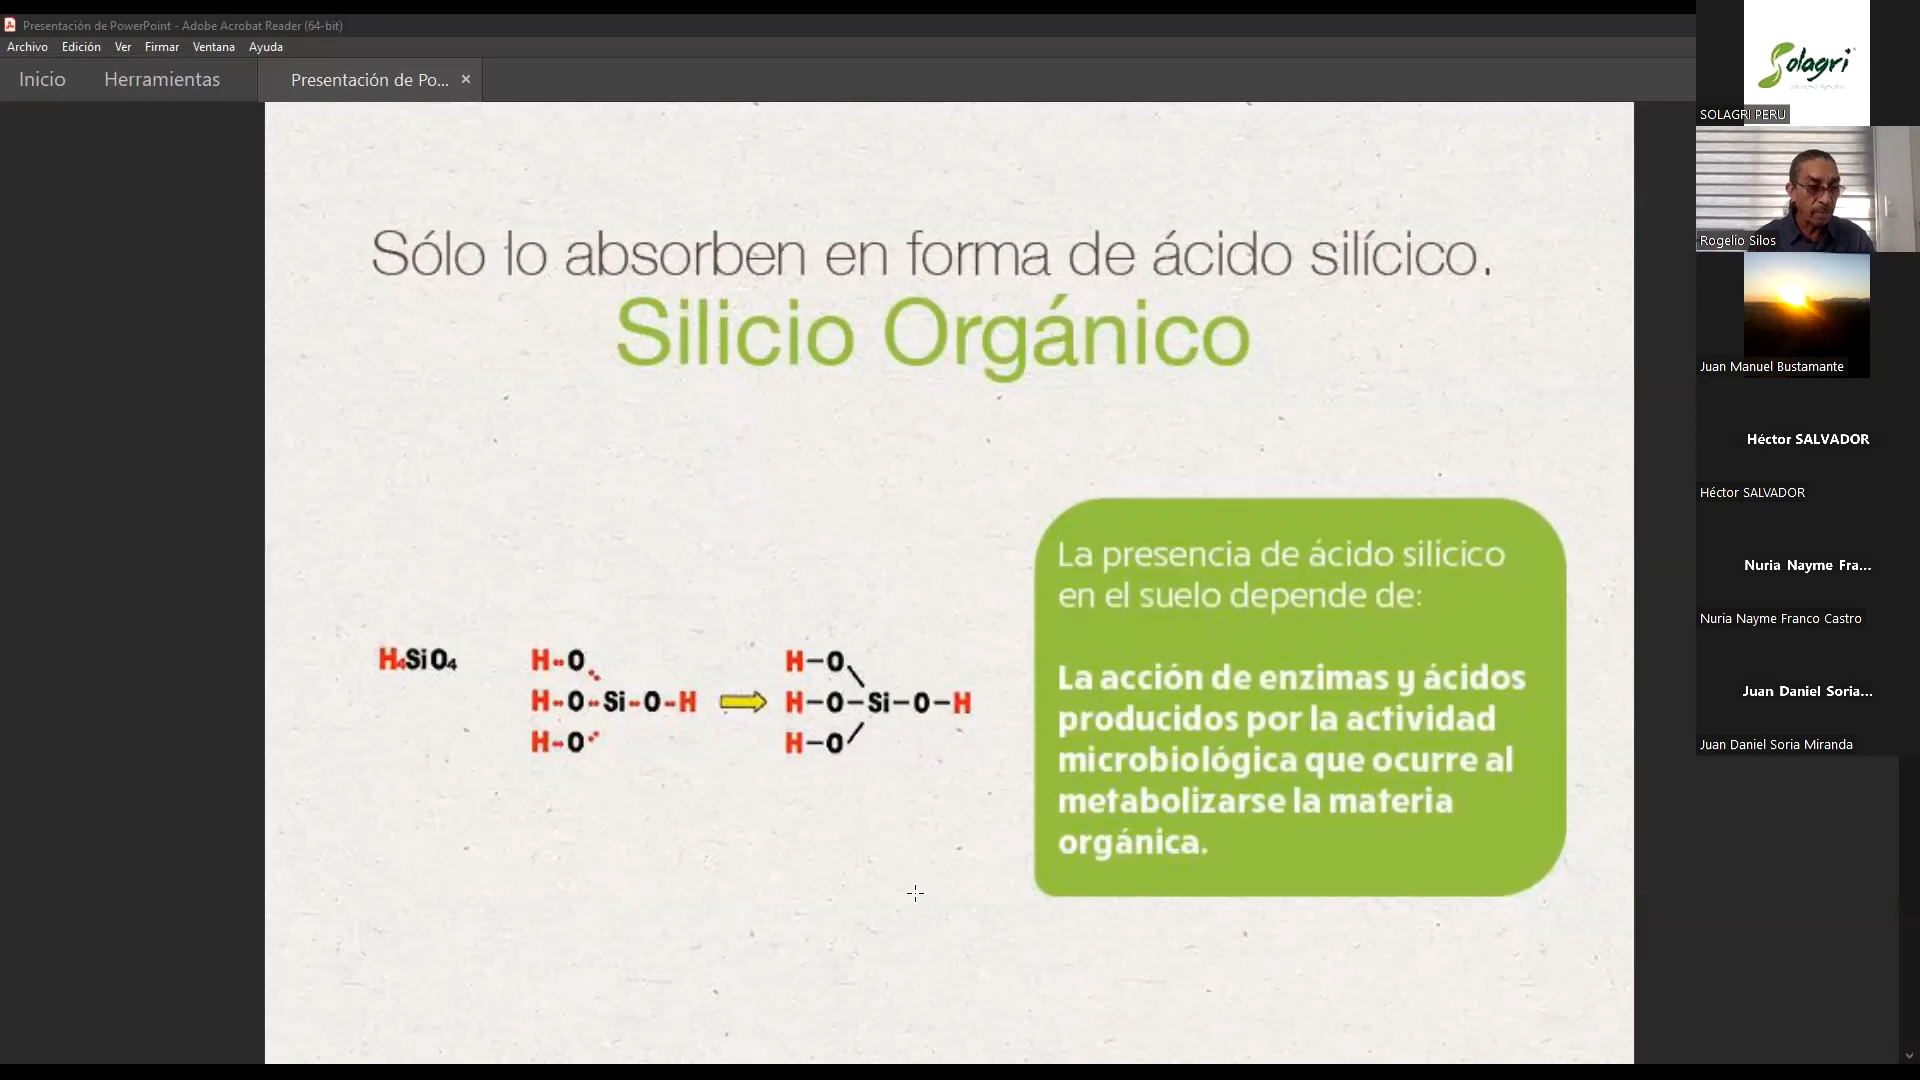 Presentación de PowerPoint - Adobe Acrobat Reader (64-bit)
Archivo Edición Ver Firmar Ventana Ayuda
Inicio Herramientas Presentación de Po... ×
Sólo lo absorben en forma de ácido silícico.
Silicio Orgánico
H₄SiO₄
H--O
H-O--Si-O-H
H-O
H–O
H–O–Si–O–H
H–O
La presencia de ácido silícico
en el suelo depende de:
La acción de enzimas y ácidos
producidos por la actividad
microbiológica que ocurre al
metabolizarse la materia
orgánica.
Solagri
SOLAGRI PERU
Rogelio Silos
Juan Manuel Bustamante
Héctor SALVADOR
Héctor SALVADOR
Nuria Nayme Fra...
Nuria Nayme Franco Castro
Juan Daniel Soria...
Juan Daniel Soria Miranda